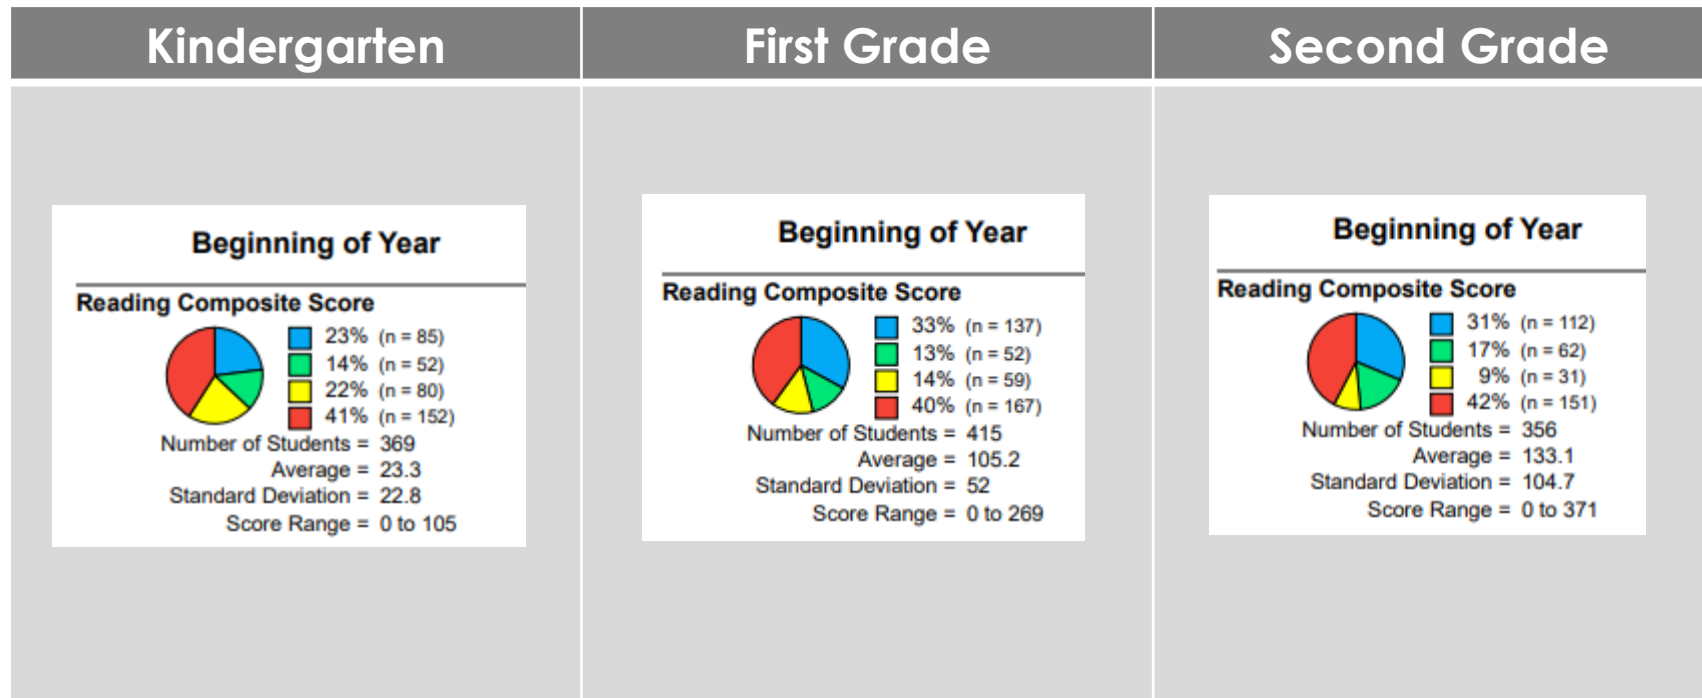 Kindergarten
First Grade
Second Grade
Beginning of Year
Reading Composite Score
23% (n = 85)
14% (n = 52)
22% (n = 80)
41% (n = 152)
Number of Students = 369
Average = 23.3
Standard Deviation = 22.8
Score Range = 0 to 105
Beginning of Year
Reading Composite Score
33% (n = 137)
13% (n = 52)
14% (n = 59)
40% (n = 167)
Number of Students = 415
Average = 105.2
Standard Deviation = 52
Score Range = 0 to 269
Beginning of Year
Reading Composite Score
31% (n = 112)
17% (n = 62)
9% (n = 31)
42% (n = 151)
Number of Students = 356
Average = 133.1
Standard Deviation = 104.7
Score Range = 0 to 371